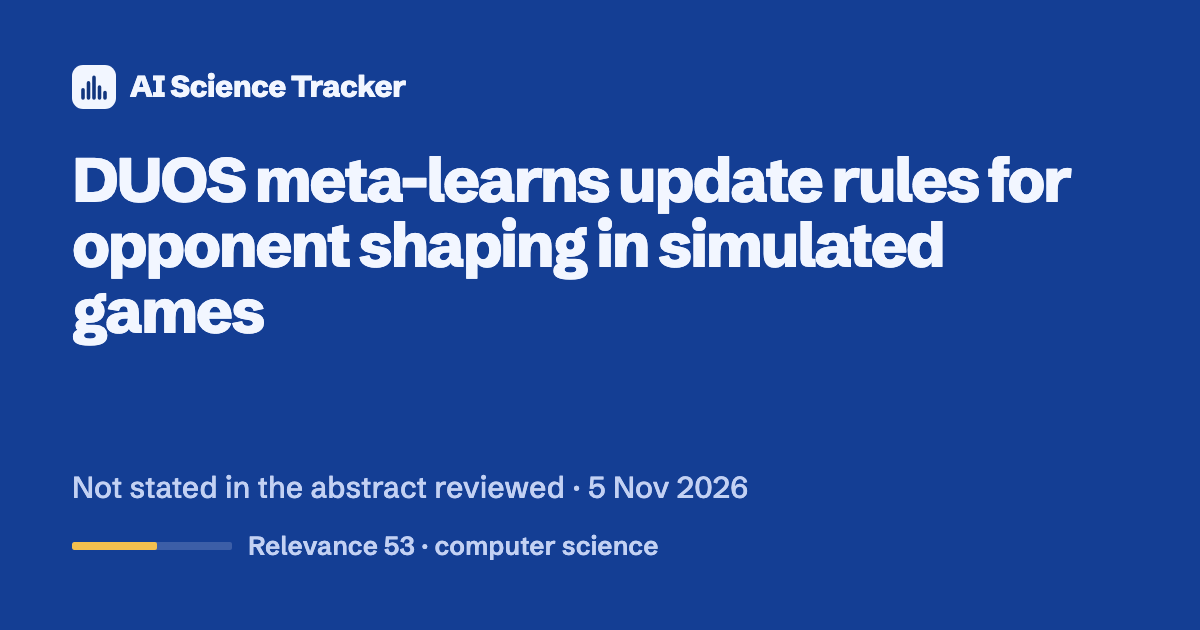 AI Science Tracker
DUOS meta-learns update rules for
opponent shaping in simulated
games
Not stated in the abstract reviewed · 5 Nov 2026
Relevance 53 · computer science